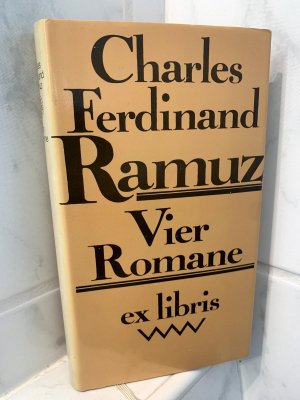 Charles
Ferdinand
Ramuz
Vier
Romane
ex libris